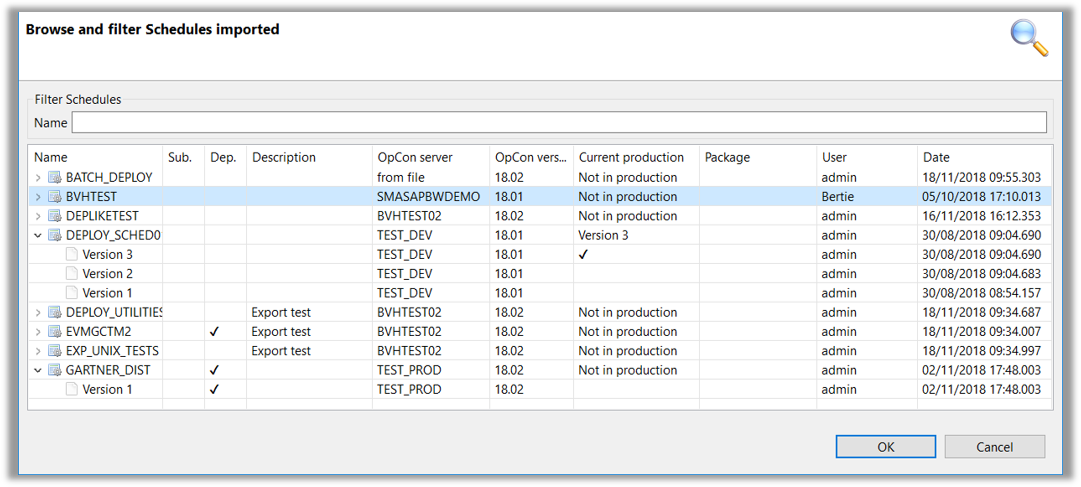 Browse and filter Schedules imported
Filter Schedules
Name
Name Sub. Dep. Description OpCon server OpCon vers... Current production Package User Date
BATCH_DEPLOY from file 18.02 Not in production admin 18/11/2018 09:55.303
BVHTEST SMASAPBWDEMO 18.01 Not in production Bertie 05/10/2018 17:10.013
DEPLIKETEST BVHTEST02 18.02 Not in production admin 16/11/2018 16:12.353
DEPLOY_SCHED0 TEST_DEV 18.01 Version 3 admin 30/08/2018 09:04.690
Version 3 TEST_DEV 18.01 ✓ admin 30/08/2018 09:04.690
Version 2 TEST_DEV 18.01 admin 30/08/2018 09:04.683
Version 1 TEST_DEV 18.01 admin 30/08/2018 08:54.157
DEPLOY_UTILITIES Export test BVHTEST02 18.02 Not in production admin 18/11/2018 09:34.687
EVMGCTM2 ✓ Export test BVHTEST02 18.02 Not in production admin 18/11/2018 09:34.007
EXP_UNIX_TESTS Export test BVHTEST02 18.02 Not in production admin 18/11/2018 09:34.997
GARTNER_DIST ✓ TEST_PROD 18.02 Not in production admin 02/11/2018 17:48.003
Version 1 ✓ TEST_PROD 18.02 admin 02/11/2018 17:48.003
OK Cancel